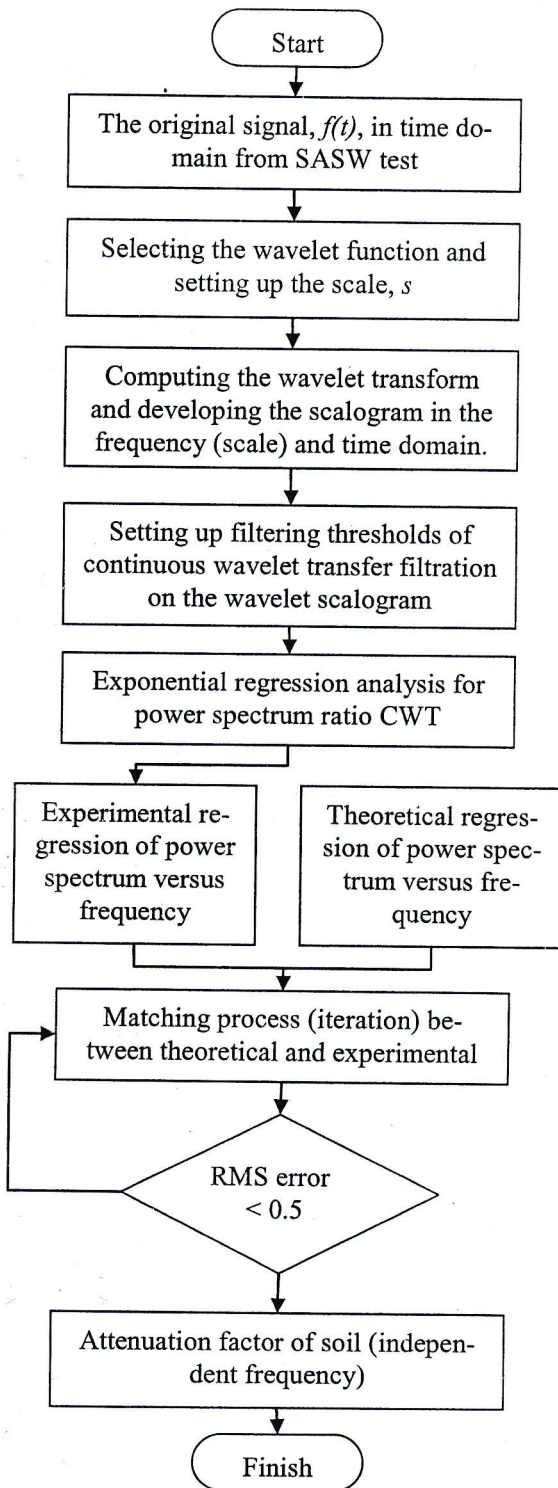 Start
The original signal, f(t), in time do-
main from SASW test
Selecting the wavelet function and
setting up the scale, s
Computing the wavelet transform
and developing the scalogram in the
frequency (scale) and time domain.
Setting up filtering thresholds of
continuous wavelet transfer filtration
on the wavelet scalogram
Exponential regression analysis for
power spectrum ratio CWT
Experimental re-
gression of power
spectrum versus
frequency
Theoretical regres-
sion of power spec-
trum versus fre-
quency
Matching process (iteration) be-
tween theoretical and experimental
RMS error
< 0.5
Attenuation factor of soil (indepen-
dent frequency)
Finish